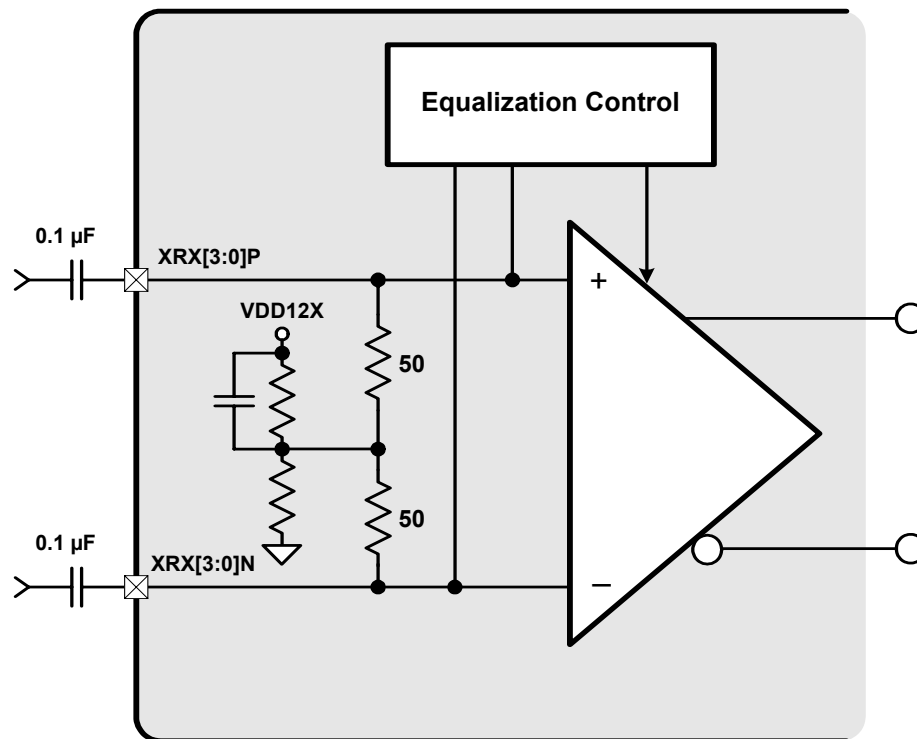 Equalization Control
0.1 µF
XRX[3:0]P
+
VDD12X
50
50
0.1 µF
XRX[3:0]N
−